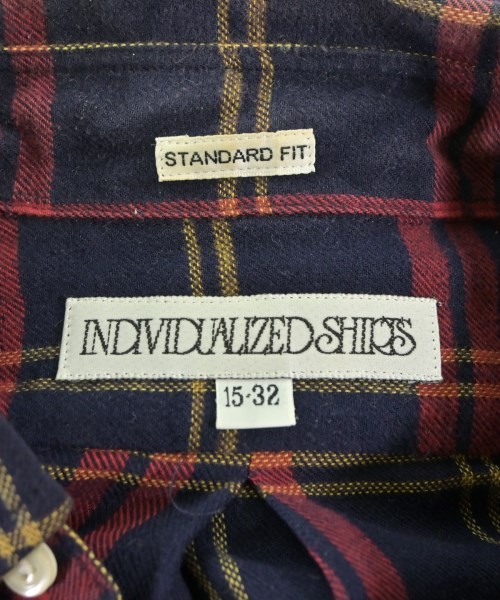 STANDARD FIT
INDIVIDUALIZED SHIRTS
15-32